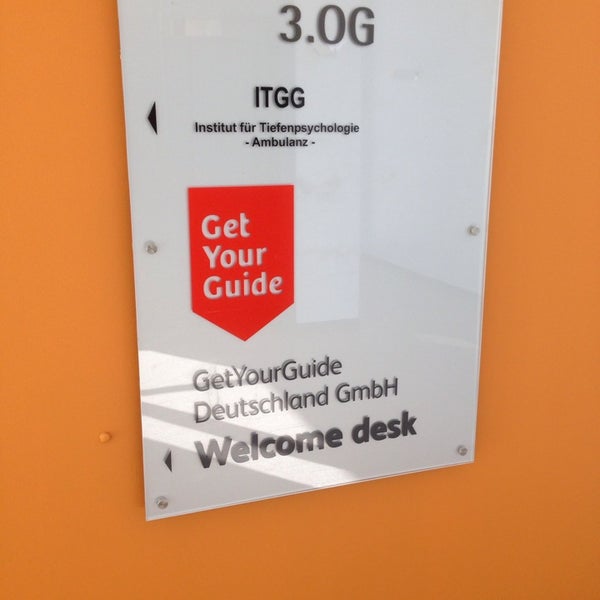 3.OG
ITGG
Institut für Tiefenpsychologie
- Ambulanz -
Get
Your
Guide
GetYourGuide
Deutschland GmbH
Welcome desk